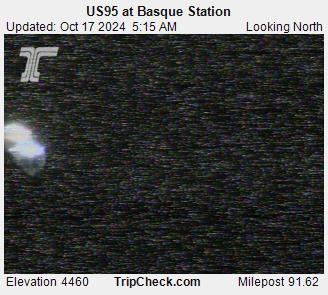 US95 at Basque Station
Updated: Oct 17 2024 5:15 AM Looking North
Elevation 4460 TripCheck.com Milepost 91.62